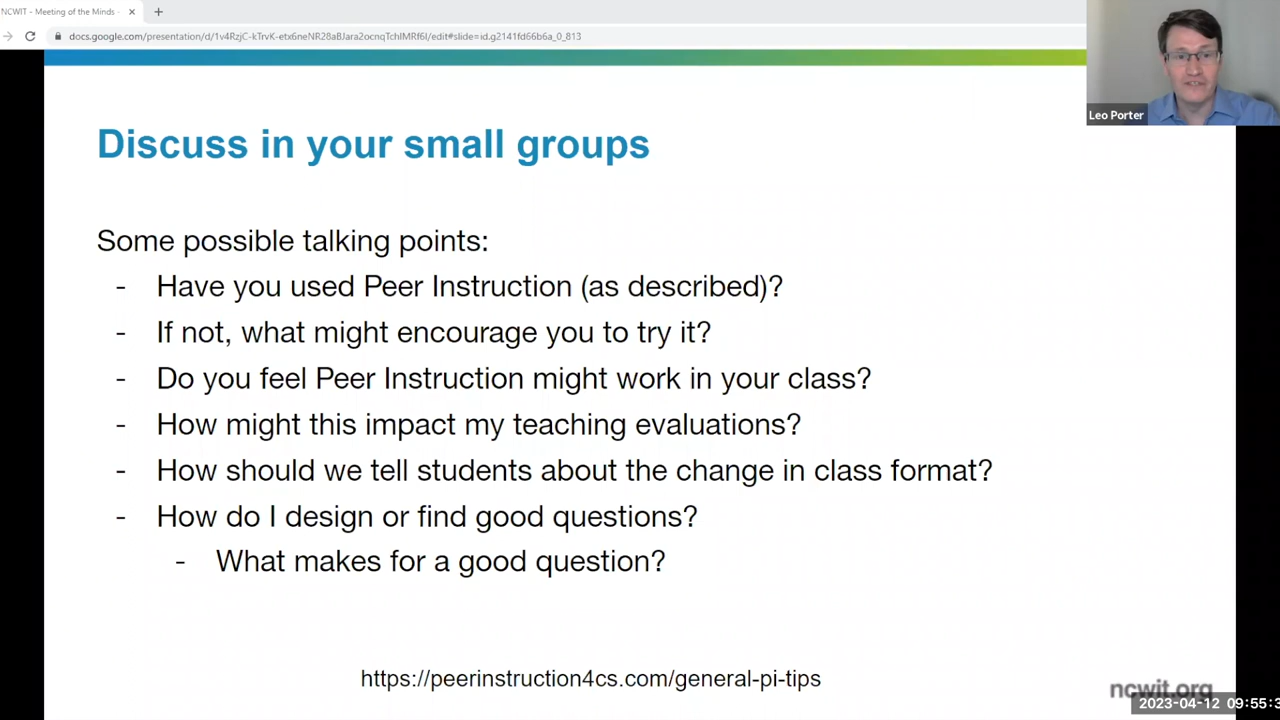 NCWIT - Meeting of the Minds
docs.google.com/presentation/d/1v4RzjC-kTrvK-etx6neNR28aBJara2ocnqTchIMRf6I/edit#slide=id.g2141fd66b6a_0_813
Leo Porter
Discuss in your small groups
Some possible talking points:
- Have you used Peer Instruction (as described)?
- If not, what might encourage you to try it?
- Do you feel Peer Instruction might work in your class?
- How might this impact my teaching evaluations?
- How should we tell students about the change in class format?
- How do I design or find good questions?
- What makes for a good question?
https://peerinstruction4cs.com/general-pi-tips
ncwit.org
2023-04-12 09:55:3